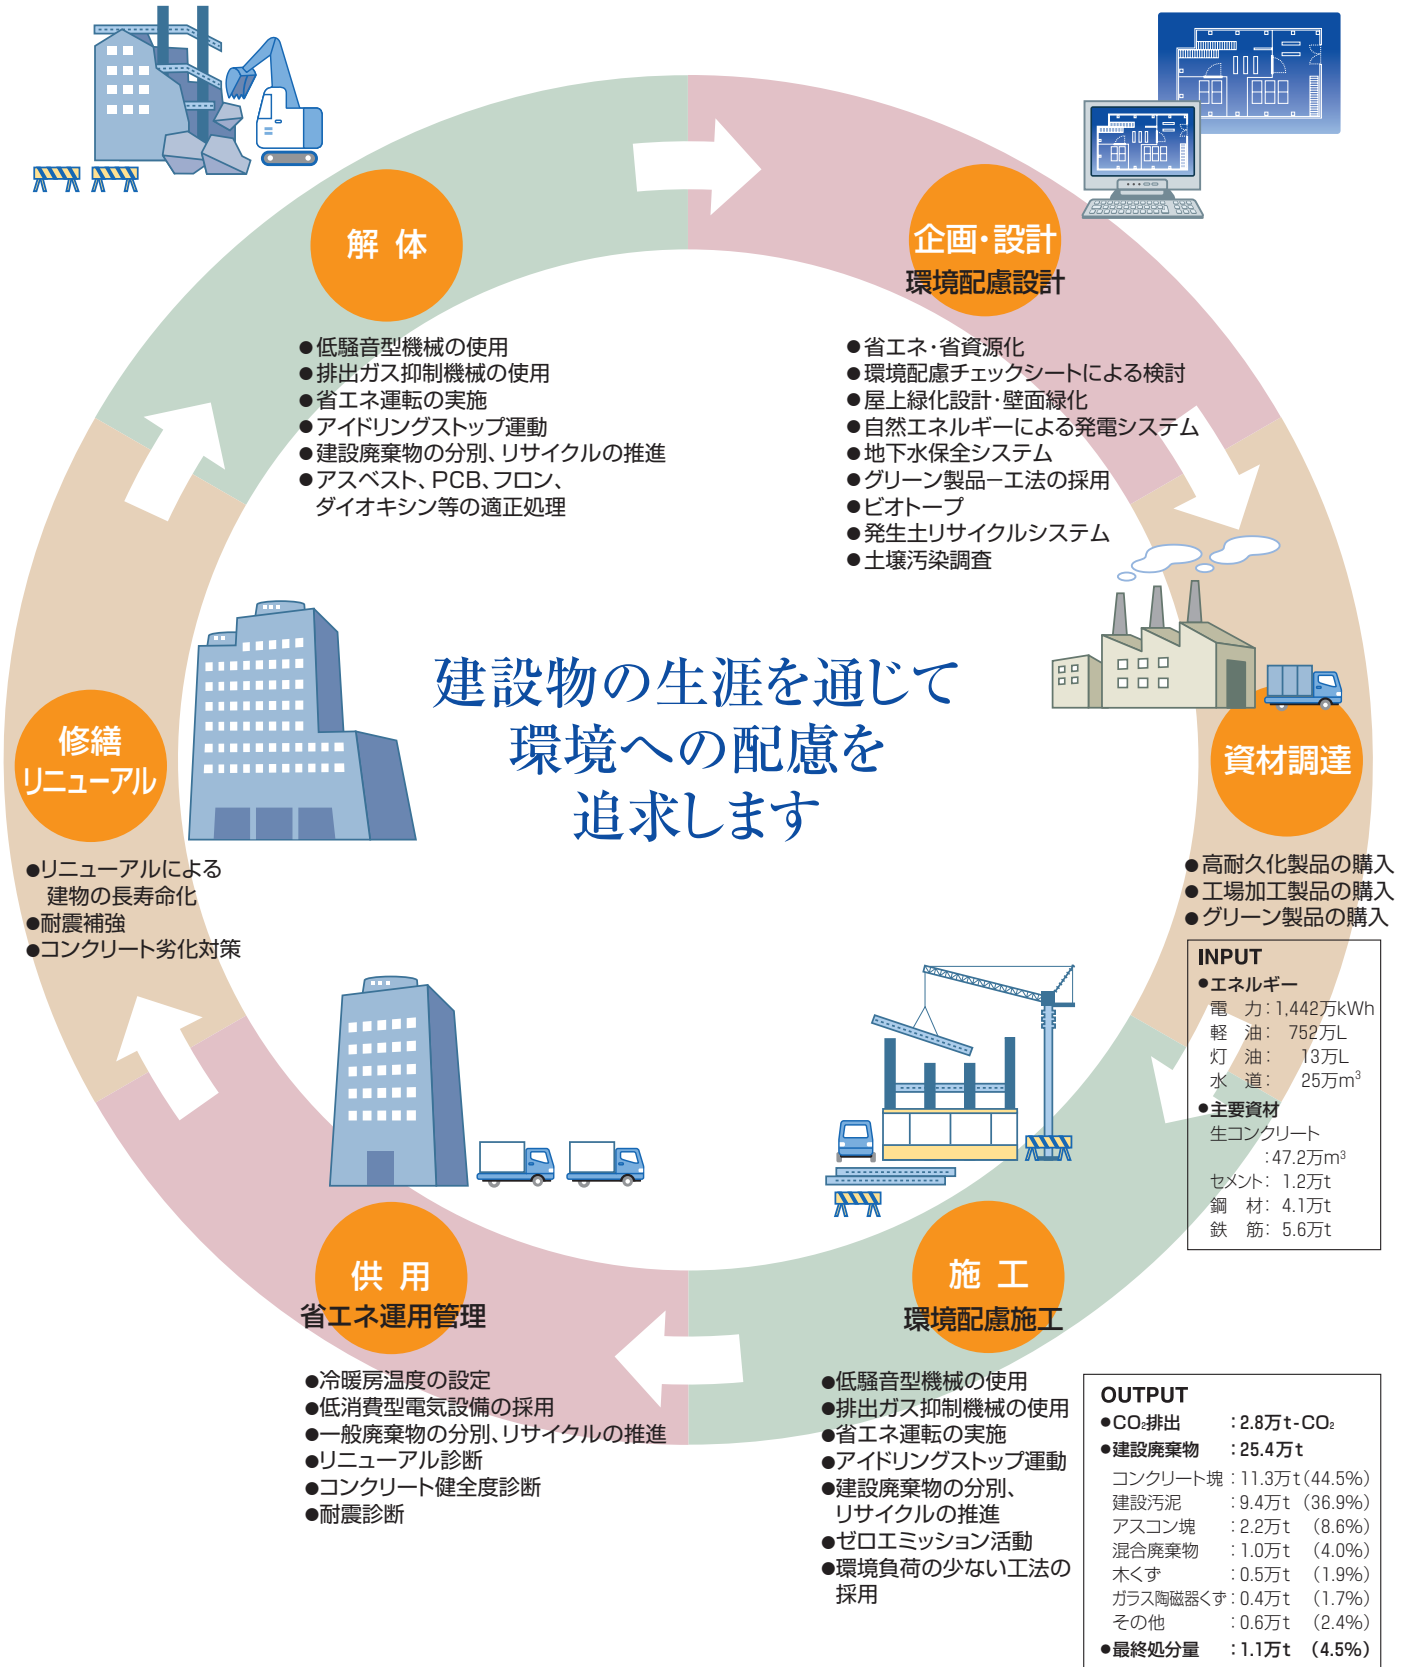 解 体
●低騒音型機械の使用
●排出ガス抑制機械の使用
●省エネ運転の実施
●アイドリングストップ運動
●建設廃棄物の分別、リサイクルの推進
●アスベスト、PCB、フロン、
ダイオキシン等の適正処理
企画・設計
環境配慮設計
●省エネ・省資源化
●環境配慮チェックシートによる検討
●屋上緑化設計・壁面緑化
●自然エネルギーによる発電システム
●地下水保全システム
●グリーン製品ー工法の採用
●ビオトープ
●発生土リサイクルシステム
●土壌汚染調査
建設物の生涯を通じて
環境への配慮を
追求します
資材調達
●高耐久化製品の購入
●工場加工製品の購入
●グリーン製品の購入
INPUT
●エネルギー
電　力：1,442万kWh
軽　油：　752万L
灯　油：　13万L
水　道：　25万m³
●主要資材
生コンクリート
：47.2万m³
セメント： 1.2万t
鋼　材： 4.1万t
鉄　筋： 5.6万t
修繕
リニューアル
●リニューアルによる
建物の長寿命化
●耐震補強
●コンクリート劣化対策
供 用
省エネ運用管理
●冷暖房温度の設定
●低消費型電気設備の採用
●一般廃棄物の分別、リサイクルの推進
●リニューアル診断
●コンクリート健全度診断
●耐震診断
施 工
環境配慮施工
●低騒音型機械の使用
●排出ガス抑制機械の使用
●省エネ運転の実施
●アイドリングストップ運動
●建設廃棄物の分別、
リサイクルの推進
●ゼロエミッション活動
●環境負荷の少ない工法の
採用
OUTPUT
●CO₂排出　：2.8万t-CO₂
●建設廃棄物　：25.4万t
コンクリート塊：11.3万t(44.5%)
建設汚泥　：9.4万t (36.9%)
アスコン塊　：2.2万t (8.6%)
混合廃棄物　：1.0万t (4.0%)
木くず　：0.5万t (1.9%)
ガラス陶磁器くず：0.4万t (1.7%)
その他　：0.6万t (2.4%)
●最終処分量　：1.1万t (4.5%)